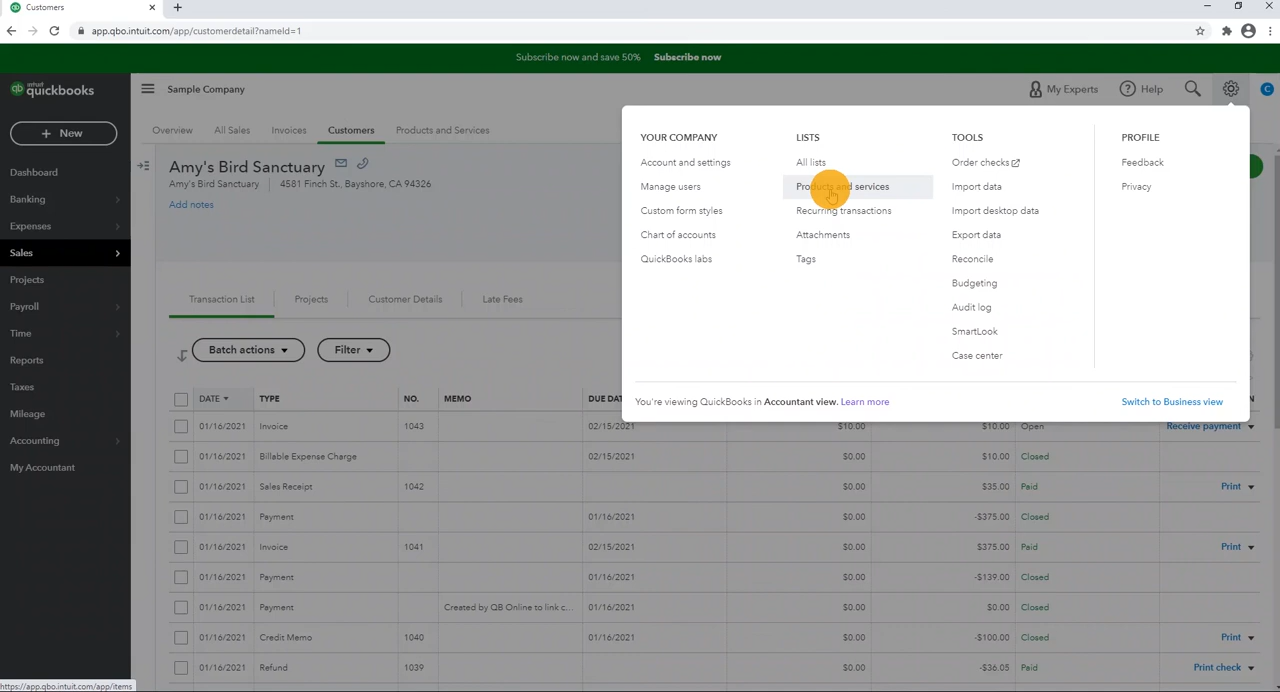 Customers
app.qbo.intuit.com/app/customerdetail?nameId=1
Subscribe now and save 50% Subscribe now
intuit quickbooks
Sample Company
My Experts Help C
+ New
Overview All Sales Invoices Customers Products and Services
Dashboard
Banking
Expenses
Sales
Projects
Payroll
Time
Reports
Taxes
Mileage
Accounting
My Accountant
Amy's Bird Sanctuary
Amy's Bird Sanctuary 4581 Finch St., Bayshore, CA 94326
Add notes
YOUR COMPANY
Account and settings
Manage users
Custom form styles
Chart of accounts
QuickBooks labs
LISTS
All lists
Products and services
Recurring transactions
Attachments
Tags
TOOLS
Order checks
Import data
Import desktop data
Export data
Reconcile
Budgeting
Audit log
SmartLook
Case center
PROFILE
Feedback
Privacy
You're viewing QuickBooks in Accountant view. Learn more Switch to Business view
Transaction List Projects Customer Details Late Fees
Batch actions Filter
DATE TYPE NO. MEMO DUE DAT N
01/16/2021 Invoice 1043 02/15/2021 $10.00 $10.00 Open Receive payment
01/16/2021 Billable Expense Charge 02/15/2021 $0.00 $10.00 Closed
01/16/2021 Sales Receipt 1042 $0.00 $35.00 Paid Print
01/16/2021 Payment 01/16/2021 $0.00 -$375.00 Closed
01/16/2021 Invoice 1041 02/15/2021 $0.00 $375.00 Paid Print
01/16/2021 Payment 01/16/2021 $0.00 -$139.00 Closed
01/16/2021 Payment Created by QB Online to link c... 01/16/2021 $0.00 $0.00 Closed
01/16/2021 Credit Memo 1040 01/16/2021 $0.00 -$100.00 Closed Print
01/16/2021 Refund 1039 $0.00 -$36.05 Paid Print check
https://app.qbo.intuit.com/app/items